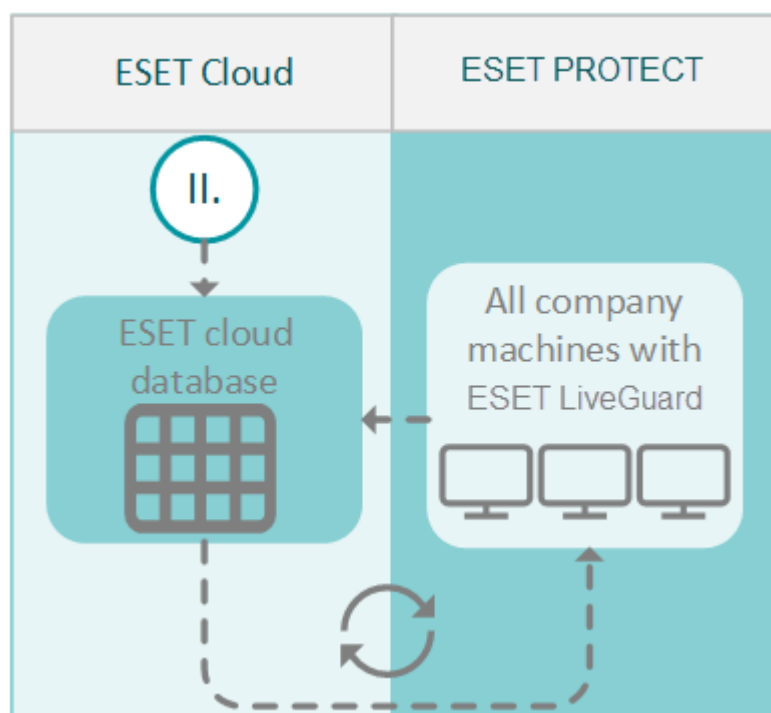 ESET Cloud
ESET PROTECT
II.
ESET cloud
database
All company
machines with
ESET LiveGuard